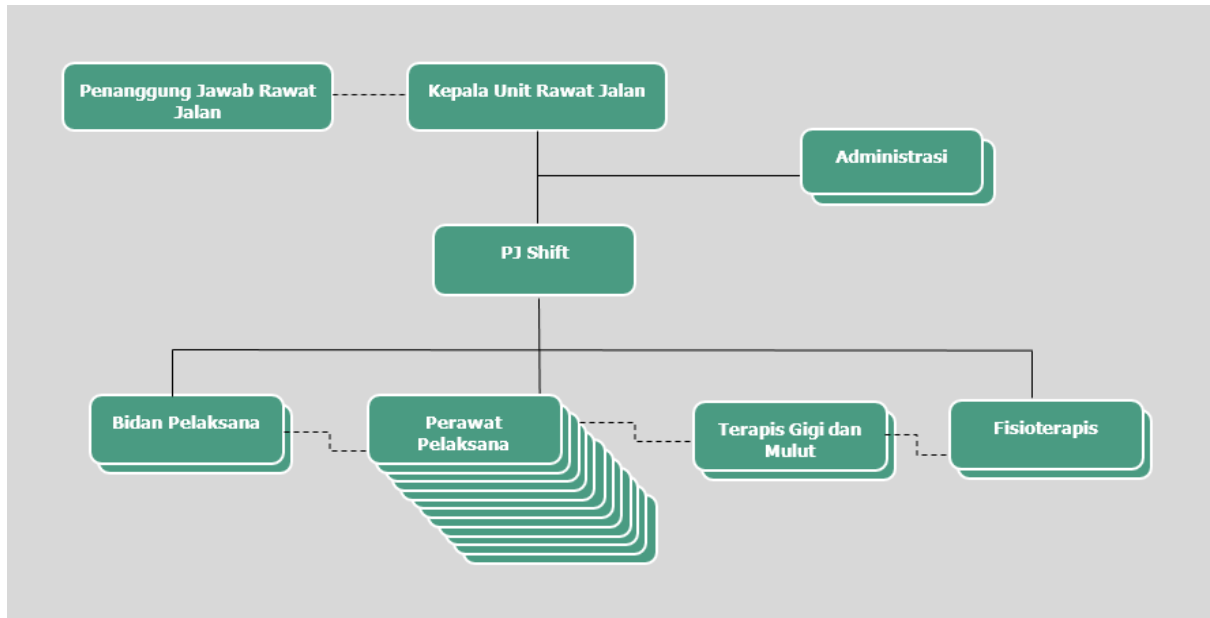 Penanggung Jawab Rawat
Jalan
Kepala Unit Rawat Jalan
Administrasi
PJ Shift
Bidan Pelaksana
Perawat
Pelaksana
Terapis Gigi dan
Mulut
Fisioterapis